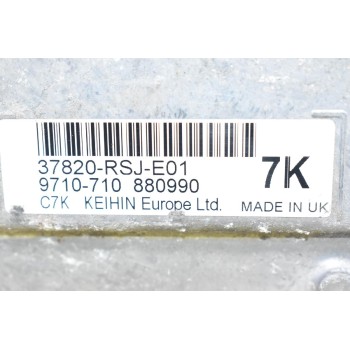 37820-RSJ-E01
9710-710 880990
7K
C7K KEIHIN Europe Ltd. MADE IN UK